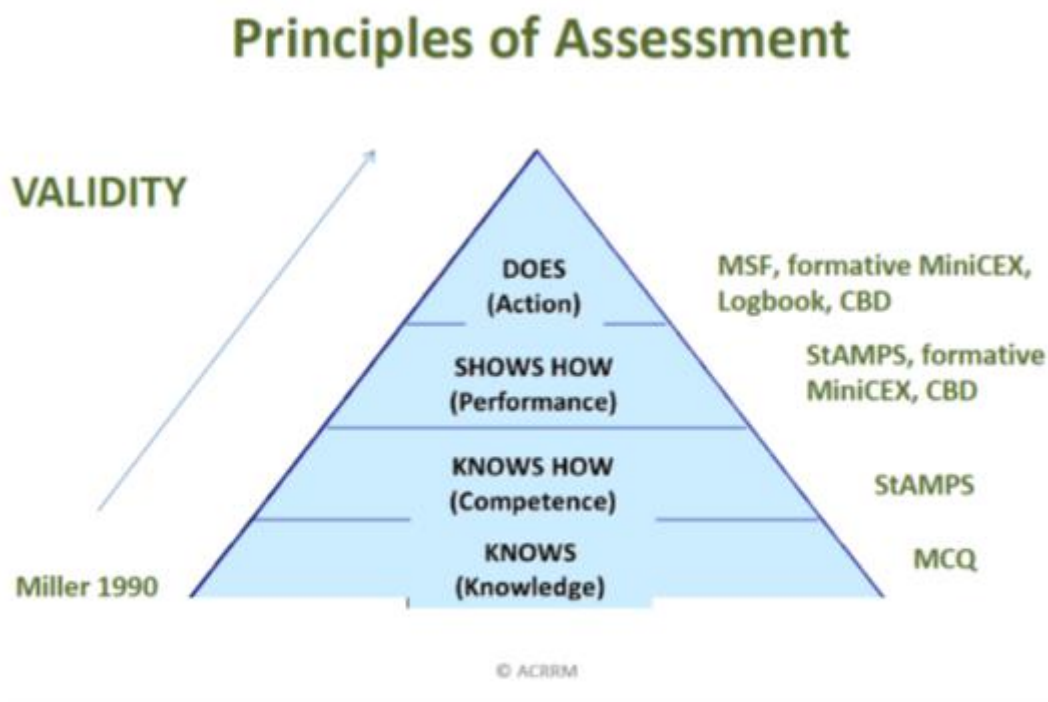 Principles of Assessment
VALIDITY
DOES
(Action)
MSF, formative MiniCEX,
Logbook, CBD
SHOWS HOW
(Performance)
StAMPS, formative
MiniCEX, CBD
KNOWS HOW
(Competence)
StAMPS
KNOWS
(Knowledge)
MCQ
Miller 1990
© ACRRM